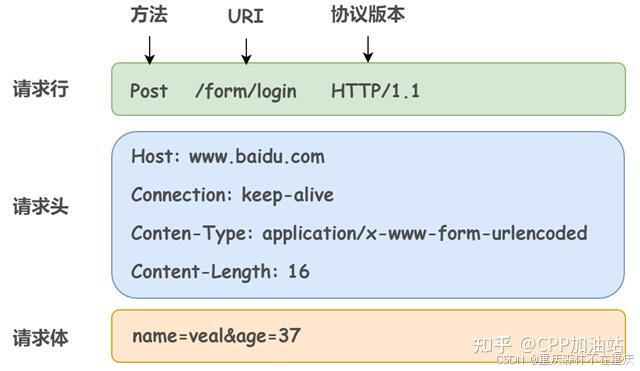 方法 URI 协议版本
请求行 Post /form/login HTTP/1.1
Host: www.baidu.com
Connection: keep-alive
请求头
Conten-Type: application/x-www-form-urlencoded
Content-Length: 16
请求体 name=veal&age=37
知乎 @CPP加油站
CSDN @重庆森林不在重庆